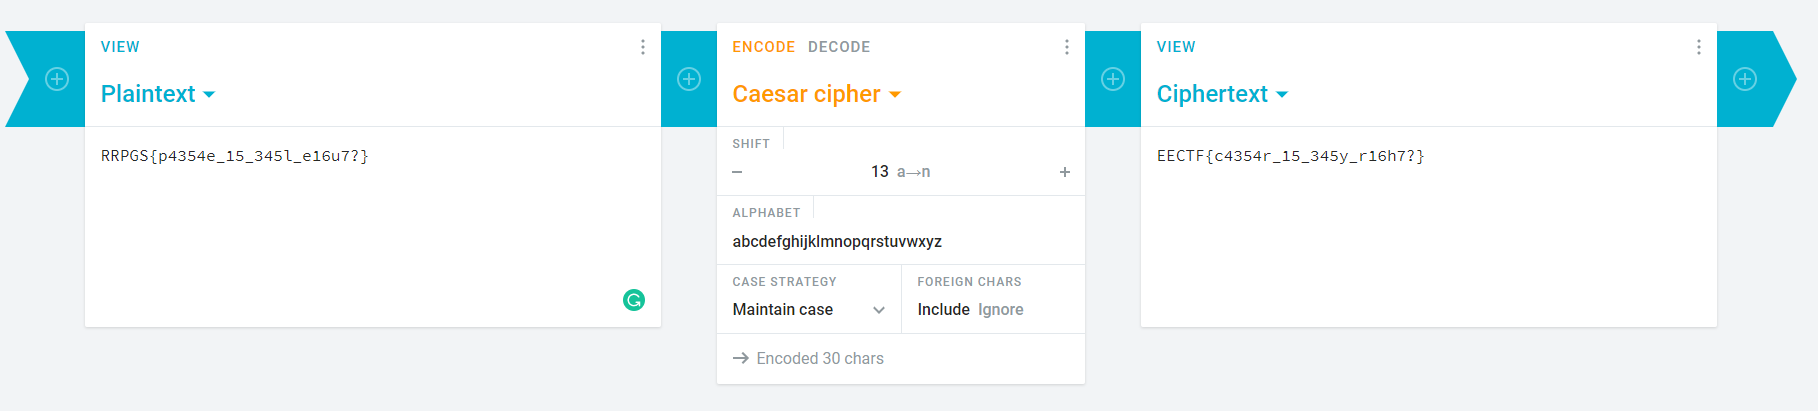 VIEW
Plaintext
RRPGS{p4354e_15_345l_e16u7?}
ENCODE DECODE
Caesar cipher
SHIFT
− 13 a→n +
ALPHABET
abcdefghijklmnopqrstuvwxyz
CASE STRATEGY
Maintain case
FOREIGN CHARS
Include Ignore
→ Encoded 30 chars
VIEW
Ciphertext
EECTF{c4354r_15_345y_r16h7?}